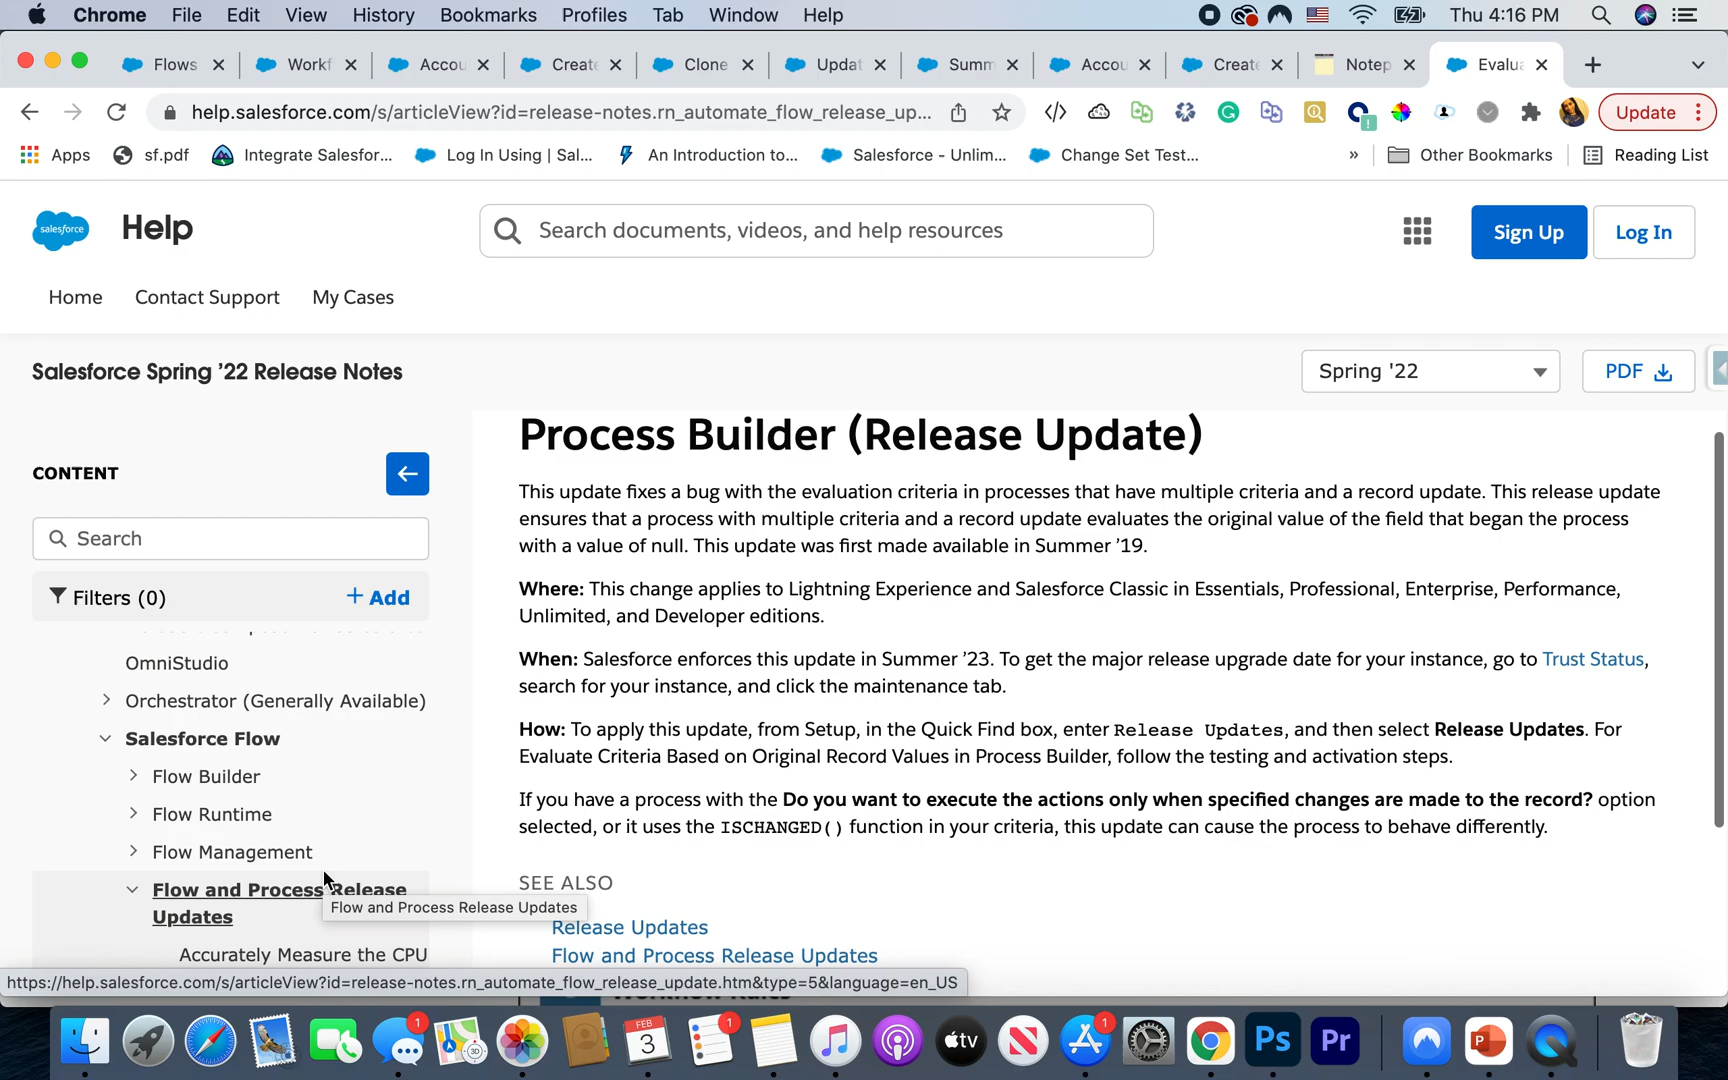 Chrome File Edit View History Bookmarks Profiles Tab Window Help Thu 4:16 PM
Flows Workf Accou Create Clone Updat Summ Accou Create Notep Evalua
help.salesforce.com/s/articleView?id=release-notes.rn_automate_flow_release_up... Update
Apps sf.pdf Integrate Salesfor... Log In Using | Sal... An Introduction to... Salesforce - Unlim... Change Set Test... » Other Bookmarks Reading List
salesforce Help Search documents, videos, and help resources Sign Up Log In
Home Contact Support My Cases
Salesforce Spring '22 Release Notes Spring '22 PDF
CONTENT
Search
Filters (0) + Add
OmniStudio
Orchestrator (Generally Available)
Salesforce Flow
Flow Builder
Flow Runtime
Flow Management
Flow and Process Release
Updates
Flow and Process Release Updates
Accurately Measure the CPU
Process Builder (Release Update)
This update fixes a bug with the evaluation criteria in processes that have multiple criteria and a record update. This release update
ensures that a process with multiple criteria and a record update evaluates the original value of the field that began the process
with a value of null. This update was first made available in Summer '19.
Where: This change applies to Lightning Experience and Salesforce Classic in Essentials, Professional, Enterprise, Performance,
Unlimited, and Developer editions.
When: Salesforce enforces this update in Summer '23. To get the major release upgrade date for your instance, go to Trust Status,
search for your instance, and click the maintenance tab.
How: To apply this update, from Setup, in the Quick Find box, enter Release Updates, and then select Release Updates. For
Evaluate Criteria Based on Original Record Values in Process Builder, follow the testing and activation steps.
If you have a process with the Do you want to execute the actions only when specified changes are made to the record? option
selected, or it uses the ISCHANGED() function in your criteria, this update can cause the process to behave differently.
SEE ALSO
Release Updates
Flow and Process Release Updates
https://help.salesforce.com/s/articleView?id=release-notes.rn_automate_flow_release_update.htm&type=5&language=en_US
1 3D FEB 3 1 tv 1 Ps Pr P